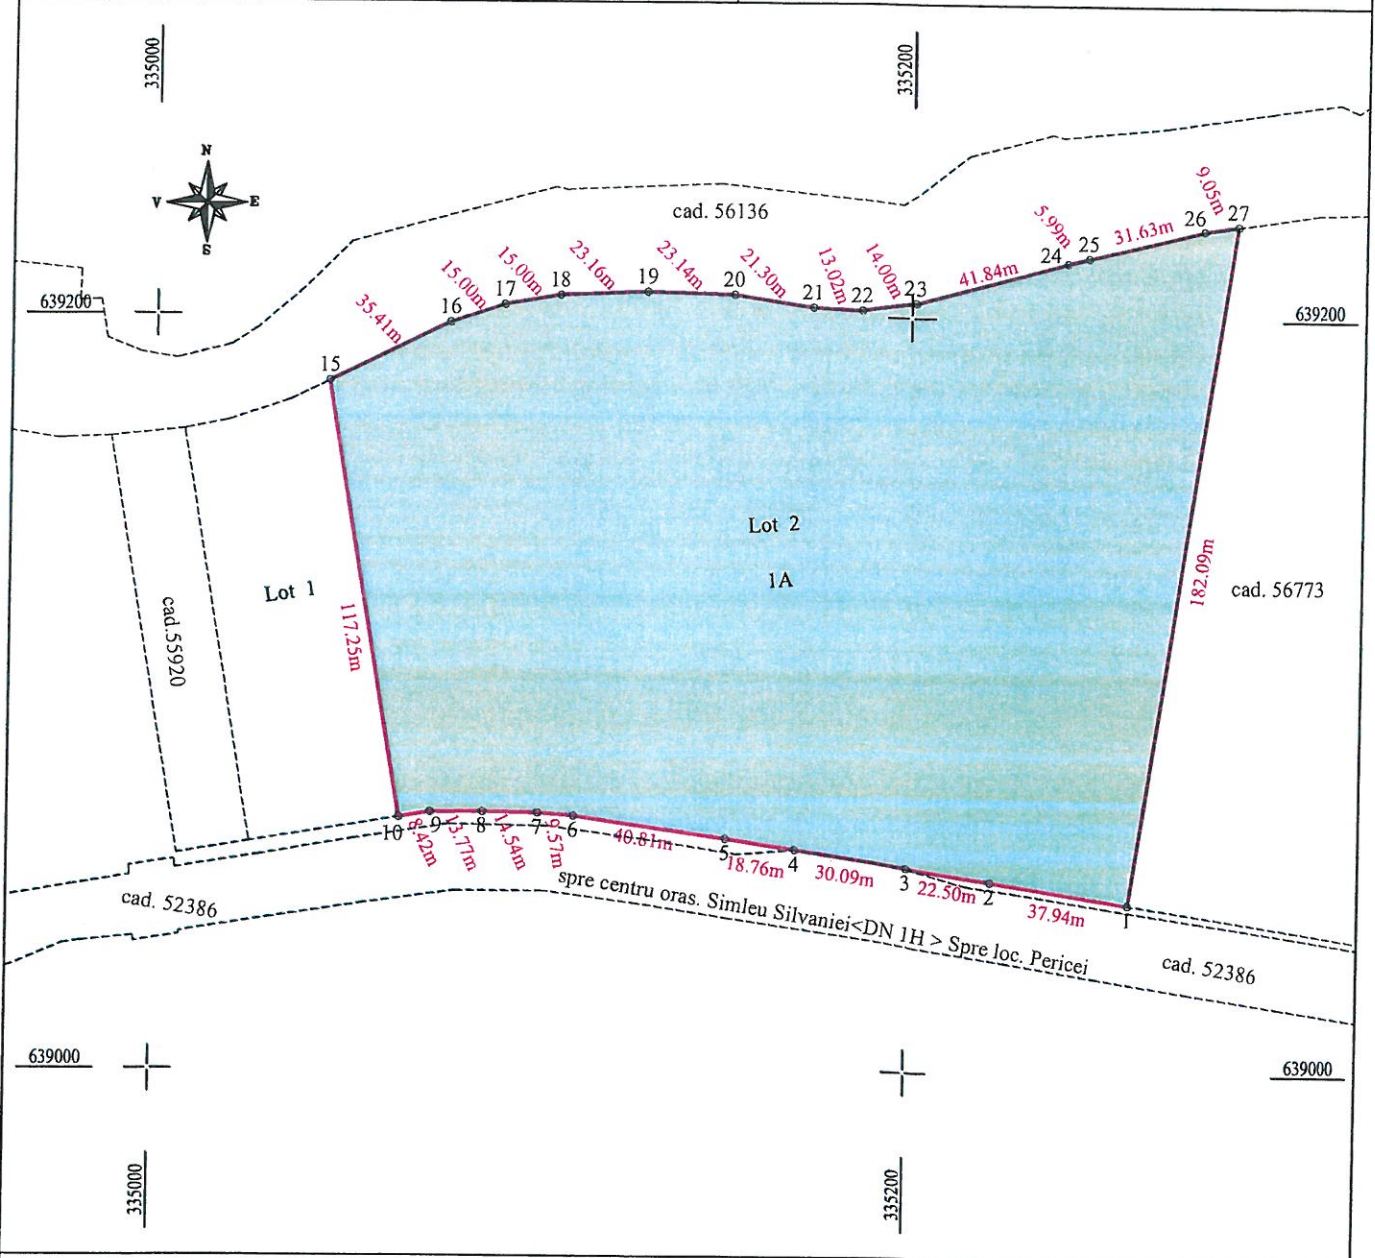 335000
335200
N
V
E
S
cad. 56136
639200
639200
9.05m
5.99m
31.63m
26
27
24
25
41.84m
14.00m
13.02m
21.30m
23.14m
23.16m
15.00m
15.00m
35.41m
15
16
17
18
19
20
21
22
23
Lot 2
1A
Lot 1
117.25m
182.09m
cad. 56773
cad.55920
10
9
8
7
6
5
4
3
2
1
8.42m
13.77m
14.54m
9.57m
40.81m
18.76m
30.09m
22.50m
37.94m
cad. 52386
spre centru oras. Simleu Silvaniei<DN 1H > Spre loc. Pericei
cad. 52386
639000
639000
335000
335200